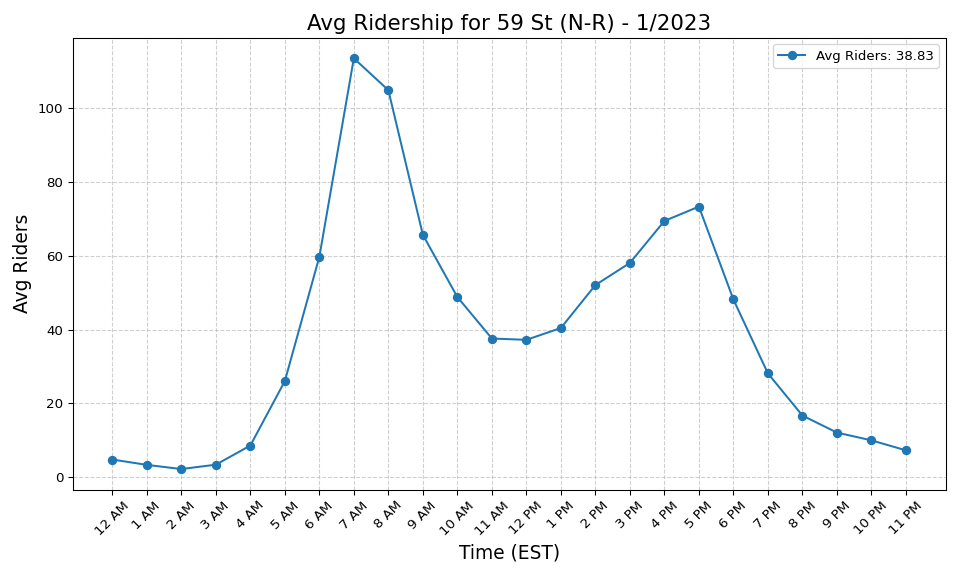 Avg Ridership for 59 St (N-R) - 1/2023
Avg Riders: 38.83
Avg Riders
100
80
60
40
20
0
12 AM
1 AM
2 AM
3 AM
4 AM
5 AM
6 AM
7 AM
8 AM
9 AM
10 AM
11 AM
12 PM
1 PM
2 PM
3 PM
4 PM
5 PM
6 PM
7 PM
8 PM
9 PM
10 PM
11 PM
Time (EST)